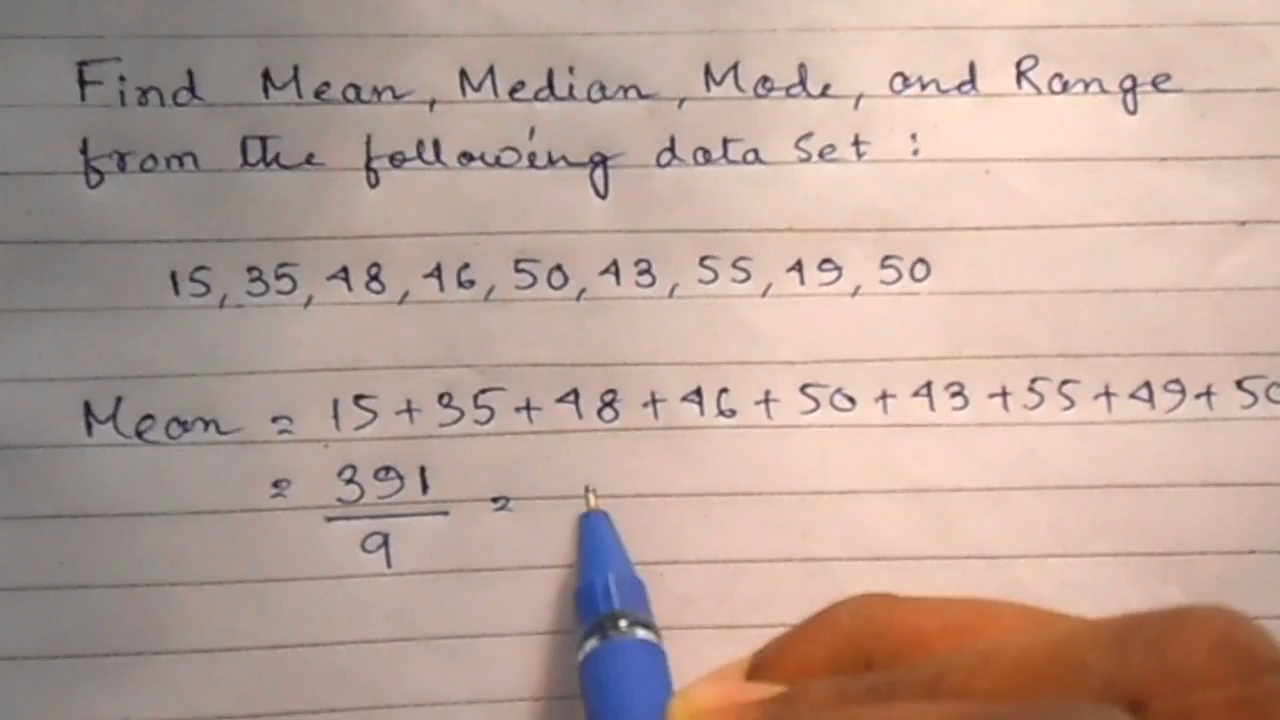 Find Mean, Median, Mode, and Range
from the following data set :
15, 35, 48, 46, 50, 43, 55, 49, 50
Mean = 15 + 35 + 48 + 46 + 50 + 43 + 55 + 49 + 50
= 391/9 =